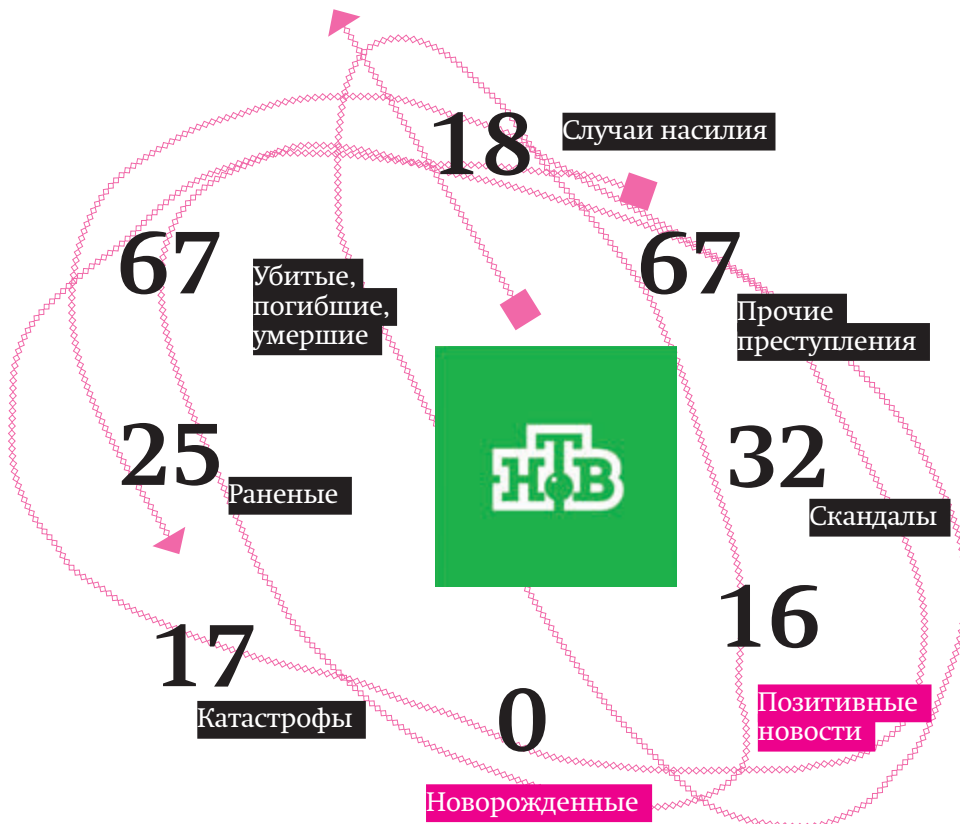 18
Случаи насилия
67
Убитые,
погибшие,
умершие
67
Прочие
преступления
НТВ
25
Раненые
32
Скандалы
17
Катастрофы
16
Позитивные
новости
0
Новорожденные